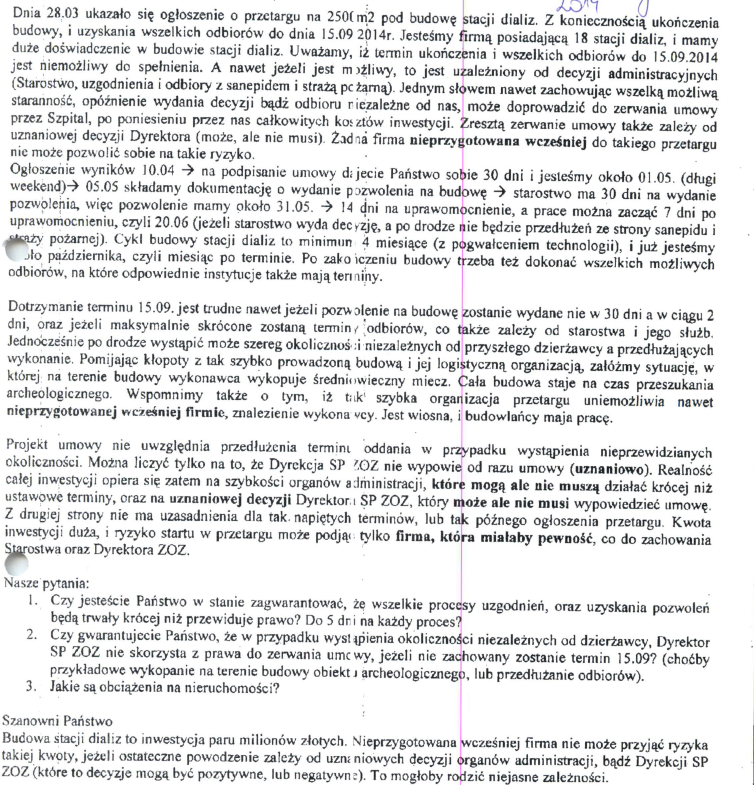 2014
Dnia 28.03 ukazało się ogłoszenie o przetargu na 2500 m2 pod budowę stacji dializ. Z koniecznością ukończenia
budowy, i uzyskania wszelkich odbiorów do dnia 15.09 2014r. Jesteśmy firmą posiadającą 18 stacji dializ, i mamy
duże doświadczenie w budowie stacji dializ. Uważamy, iż termin ukończenia i wszelkich odbiorów do 15.09.2014
jest niemożliwy do spełnienia. A nawet jeżeli jest możliwy, to jest uzależniony od decyzji administracyjnych
(Starostwo, uzgodnienia i odbiory z sanepidem i strażą pożarną). Jednym słowem nawet zachowując wszelką możliwą
staranność, opóźnienie wydania decyzji bądź odbioru niezależne od nas, może doprowadzić do zerwania umowy
przez Szpital, po poniesieniu przez nas całkowitych kosztów inwestycji. Zresztą zerwanie umowy także zależy od
uznaniowej decyzji Dyrektora (może, ale nie musi). Żadna firma nieprzygotowana wcześniej do takiego przetargu
nie może pozwolić sobie na takie ryzyko.
Ogłoszenie wyników 10.04 → na podpisanie umowy dajecie Państwo sobie 30 dni i jesteśmy około 01.05. (długi
weekend)→ 05.05 składamy dokumentację o wydanie pozwolenia na budowę → starostwo ma 30 dni na wydanie
pozwolenia, więc pozwolenie mamy około 31.05. → 14 dni na uprawomocnienie, a prace można zacząć 7 dni po
uprawomocnieniu, czyli 20.06 (jeżeli starostwo wyda decyzję, a po drodze nie będzie przedłużeń ze strony sanepidu i
straży pożarnej). Cykl budowy stacji dializ to minimum 4 miesiące (z pogwałceniem technologii), i już jesteśmy
około października, czyli miesiąc po terminie. Po zakończeniu budowy trzeba też dokonać wszelkich możliwych
odbiorów, na które odpowiednie instytucje także mają terminy.
Dotrzymanie terminu 15.09. jest trudne nawet jeżeli pozwolenie na budowę zostanie wydane nie w 30 dni a w ciągu 2
dni, oraz jeżeli maksymalnie skrócone zostaną terminy odbiorów, co także zależy od starostwa i jego służb.
Jednocześnie po drodze wystąpić może szereg okoliczności niezależnych od przyszłego dzierżawcy a przedłużających
wykonanie. Pomijając kłopoty z tak szybko prowadzoną budową i jej logistyczną organizacją, załóżmy sytuację, w
której na terenie budowy wykonawca wykopuje średniowieczny miecz. Cała budowa staje na czas przeszukania
archeologicznego. Wspomnimy także o tym, iż tak szybka organizacja przetargu uniemożliwia nawet
nieprzygotowanej wcześniej firmie, znalezienie wykonawcy. Jest wiosna, i budowlańcy maja pracę.
Projekt umowy nie uwzględnia przedłużenia terminu oddania w przypadku wystąpienia nieprzewidzianych
okoliczności. Można liczyć tylko na to, że Dyrekcja SP ZOZ nie wypowie od razu umowy (uznaniowo). Realność
całej inwestycji opiera się zatem na szybkości organów administracji, które mogą ale nie muszą działać krócej niż
ustawowe terminy, oraz na uznaniowej decyzji Dyrektora SP ZOZ, który może ale nie musi wypowiedzieć umowę.
Z drugiej strony nie ma uzasadnienia dla tak napiętych terminów, lub tak późnego ogłoszenia przetargu. Kwota
inwestycji duża, i ryzyko startu w przetargu może podjąć tylko firma, która miałaby pewność, co do zachowania
Starostwa oraz Dyrektora ZOZ.
Nasze pytania:
1. Czy jesteście Państwo w stanie zagwarantować, żę wszelkie procesy uzgodnień, oraz uzyskania pozwoleń
będą trwały krócej niż przewiduje prawo? Do 5 dni na każdy proces?
2. Czy gwarantujecie Państwo, że w przypadku wystąpienia okoliczności niezależnych od dzierżawcy, Dyrektor
SP ZOZ nie skorzysta z prawa do zerwania umowy, jeżeli nie zachowany zostanie termin 15.09? (choćby
przykładowe wykopanie na terenie budowy obiektu archeologicznego, lub przedłużanie odbiorów).
3. Jakie są obciążenia na nieruchomości?
Szanowni Państwo
Budowa stacji dializ to inwestycja paru milionów złotych. Nieprzygotowana wcześniej firma nie może przyjąć ryzyka
takiej kwoty, jeżeli ostateczne powodzenie zależy od uznaniowych decyzji organów administracji, bądź Dyrekcji SP
ZOZ (które to decyzje mogą być pozytywne, lub negatywne). To mogłoby rodzić niejasne zależności.